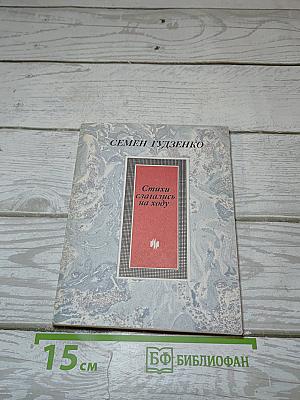 СЕМЕН ГУДЗЕНКО
Стихи
слагались
на ходу
15 см
БФ БИБЛИОФАН